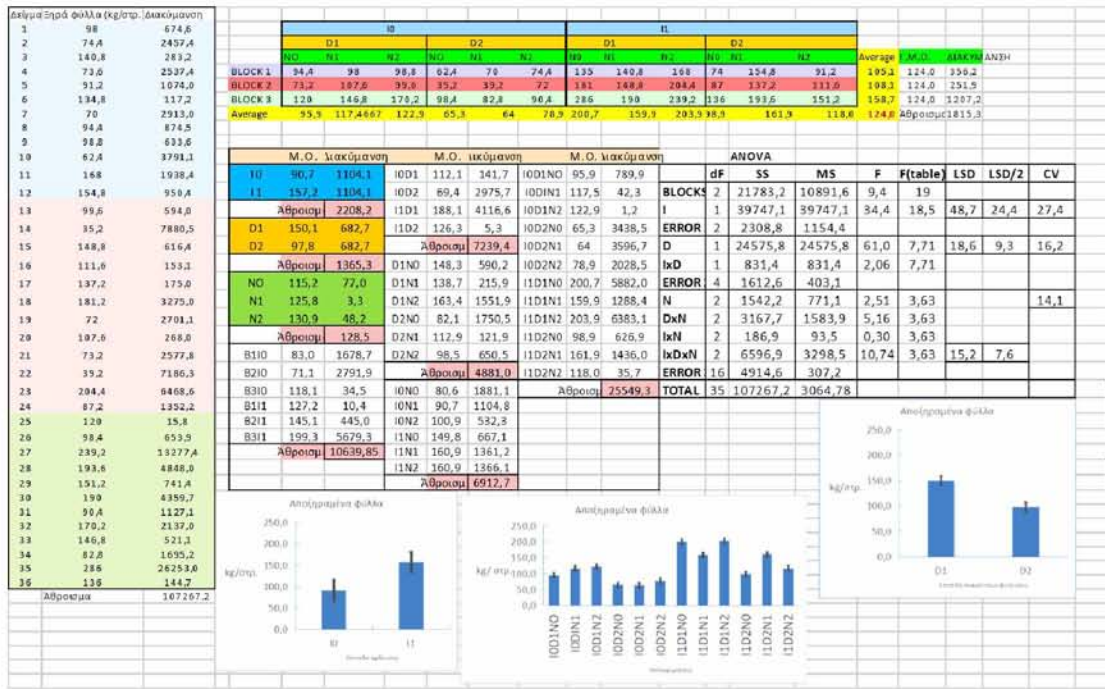 Δείγμα Ξηρά φύλλα (kg/στρ. Διακύμανση
1 98 674,6
2 74,4 2457,4
3 140,8 283,2
4 73,6 2537,4
5 91,2 1074,0
6 134,8 117,2
7 70 2913,0
8 94,4 874,5
9 98,8 633,6
10 62,4 3791,1
11 168 1938,4
12 154,8 950,4
13 99,6 594,0
14 35,2 7880,5
15 148,8 616,4
16 111,6 153,1
17 137,2 175,0
18 181,2 3275,0
19 72 2701,1
20 107,6 268,0
21 73,2 2577,8
22 39,2 7186,3
23 204,4 6468,6
24 87,2 1352,2
25 120 15,8
26 98,4 653,9
27 239,2 13277,4
28 193,6 4848,0
29 151,2 741,4
30 190 4359,7
31 90,4 1127,1
32 170,2 2137,0
33 146,8 521,1
34 82,8 1695,2
35 286 26253,0
36 136 144,7
Άθροισμα 107267,2
I0 I1
D1 D2 D1 D2
N0 N1 N2 N0 N1 N2 N0 N1 N2 N0 N1 N2 Average Γ.Μ.Ο. ΔΙΑΚΥΜ ΑΝΣΗ
BLOCK 1 94,4 98 98,8 62,4 70 74,4 135 140,8 168 74 154,8 91,2 105,1 124,0 356,2
BLOCK 2 73,2 107,6 99,0 35,2 39,2 72 181 148,8 204,4 87 137,2 111,6 108,1 124,0 251,9
BLOCK 3 120 146,8 170,2 98,4 82,8 90,4 286 190 239,2 136 193,6 151,2 158,7 124,0 1207,2
Average 95,9 117,4667 122,9 65,3 64 78,9 200,7 159,9 203,9 98,9 161,9 118,0 124,0 Άθροισμα 1815,3
Μ.Ο. Διακύμανση Μ.Ο. ιακύμανση Μ.Ο. Διακύμανση ANOVA
I0 90,7 1104,1 I0D1 112,1 141,7 I0D1N0 95,9 789,9 dF SS MS F F(table) LSD LSD/2 CV
I1 157,2 1104,1 I0D2 69,4 2975,7 I0DIN1 117,5 42,3 BLOCKS 2 21783,2 10891,6 9,4 19
Άθροισμ 2208,2 I1D1 188,1 4116,6 I0D1N2 122,9 1,2 I 1 39747,1 39747,1 34,4 18,5 48,7 24,4 27,4
I1D2 126,3 5,3 I0D2N0 65,3 3438,5 ERROR 2 2308,8 1154,4
D1 150,1 682,7 Άθροισμ 7239,4 I0D2N1 64 3596,7 D 1 24575,8 24575,8 61,0 7,71 18,6 9,3 16,2
D2 97,8 682,7 I0D2N2 78,9 2028,5 IxD 1 831,4 831,4 2,06 7,71
Άθροισμ 1365,3 D1N0 148,3 590,2 I1D1N0 200,7 5882,0 ERROR 4 1612,6 403,1
N0 115,2 77,0 D1N1 138,7 215,9 I1D1N1 159,9 1288,4 N 2 1542,2 771,1 2,51 3,63 14,1
N1 125,8 3,3 D1N2 163,4 1551,9 I1D1N2 203,9 6383,1 DxN 2 3167,7 1583,9 5,16 3,63
N2 130,9 48,2 D2N0 82,1 1750,5 I1D2N0 98,9 626,9 IxN 2 186,9 93,5 0,30 3,63
Άθροισμ 128,5 D2N1 112,9 121,9 I1D2N1 161,9 1436,0 IxDxN 2 6596,9 3298,5 10,74 3,63 15,2 7,6
B1I0 83,0 1678,7 D2N2 98,5 650,5 I1D2N2 118,0 35,7 ERROR 16 4914,6 307,2
B2I0 71,1 2791,9 Άθροισμ 4881,0 Άθροισμ 25549,3 TOTAL 35 107267,2 3064,78
B3I0 118,1 34,5 I0N0 80,6 1881,1
B1I1 127,2 10,4 I0N1 90,7 1104,8
B2I1 145,1 445,0 I0N2 100,9 532,3
B3I1 199,3 5679,3 I1N0 149,8 667,1
Άθροισμ 10639,85 I1N1 160,9 1361,2
I1N2 160,9 1366,1
Άθροισμ 6912,7
Αποξηραμένα φύλλα
kg/στρ.
250,0
200,0
150,0
100,0
50,0
0,0
I0 I1
Αποξηραμένα φύλλα
kg/ στρ.
250,0
200,0
150,0
100,0
50,0
0,0
I0D1N0 I0DIN1 I0D1N2 I0D2N0 I0D2N1 I0D2N2 I1D1N0 I1D1N1 I1D1N2 I1D2N0 I1D2N1 I1D2N2
Αποξηραμένα φύλλα
kg/στρ.
250,0
200,0
150,0
100,0
50,0
0,0
D1 D2